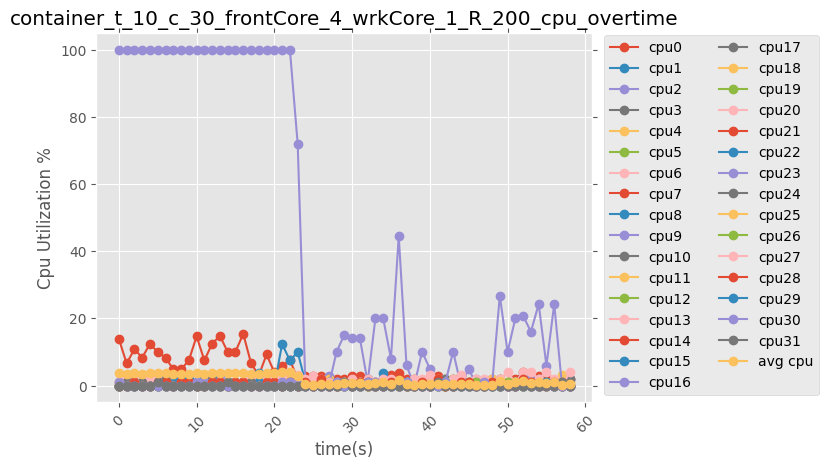 container_t_10_c_30_frontCore_4_wrkCore_1_R_200_cpu_overtime
100
80
60
40
20
0
Cpu Utilization %
0
10
20
30
40
50
60
time(s)
cpu0
cpu1
cpu2
cpu3
cpu4
cpu5
cpu6
cpu7
cpu8
cpu9
cpu10
cpu11
cpu12
cpu13
cpu14
cpu15
cpu16
cpu17
cpu18
cpu19
cpu20
cpu21
cpu22
cpu23
cpu24
cpu25
cpu26
cpu27
cpu28
cpu29
cpu30
cpu31
avg cpu